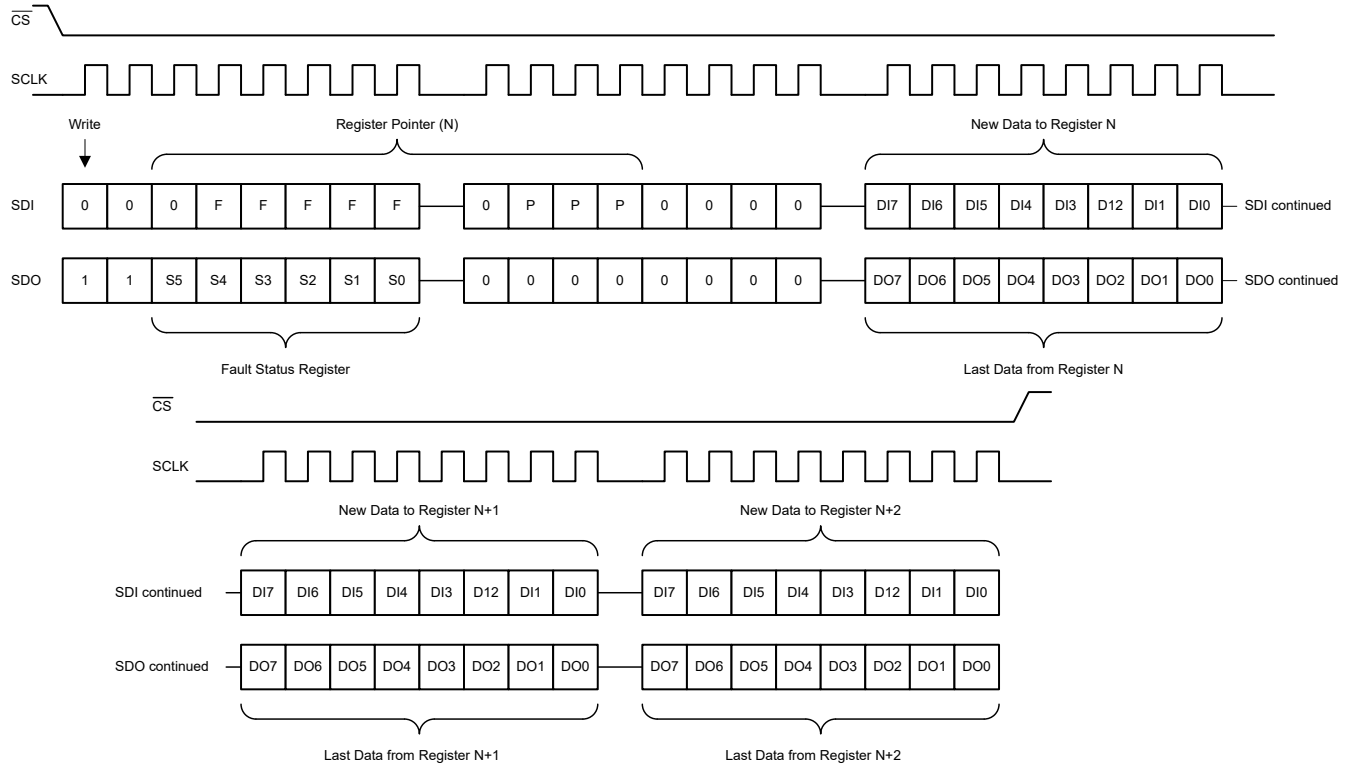 CS
SCLK
Write
Register Pointer (N)
New Data to Register N
SDI 0 0 0 F F F F F 0 P P P 0 0 0 0 DI7 DI6 DI5 DI4 DI3 D12 DI1 DI0 SDI continued
SDO 1 1 S5 S4 S3 S2 S1 S0 0 0 0 0 0 0 0 0 DO7 DO6 DO5 DO4 DO3 DO2 DO1 DO0 SDO continued
Fault Status Register
Last Data from Register N
CS
SCLK
New Data to Register N+1
New Data to Register N+2
SDI continued DI7 DI6 DI5 DI4 DI3 D12 DI1 DI0 DI7 DI6 DI5 DI4 DI3 D12 DI1 DI0
SDO continued DO7 DO6 DO5 DO4 DO3 DO2 DO1 DO0 DO7 DO6 DO5 DO4 DO3 DO2 DO1 DO0
Last Data from Register N+1
Last Data from Register N+2